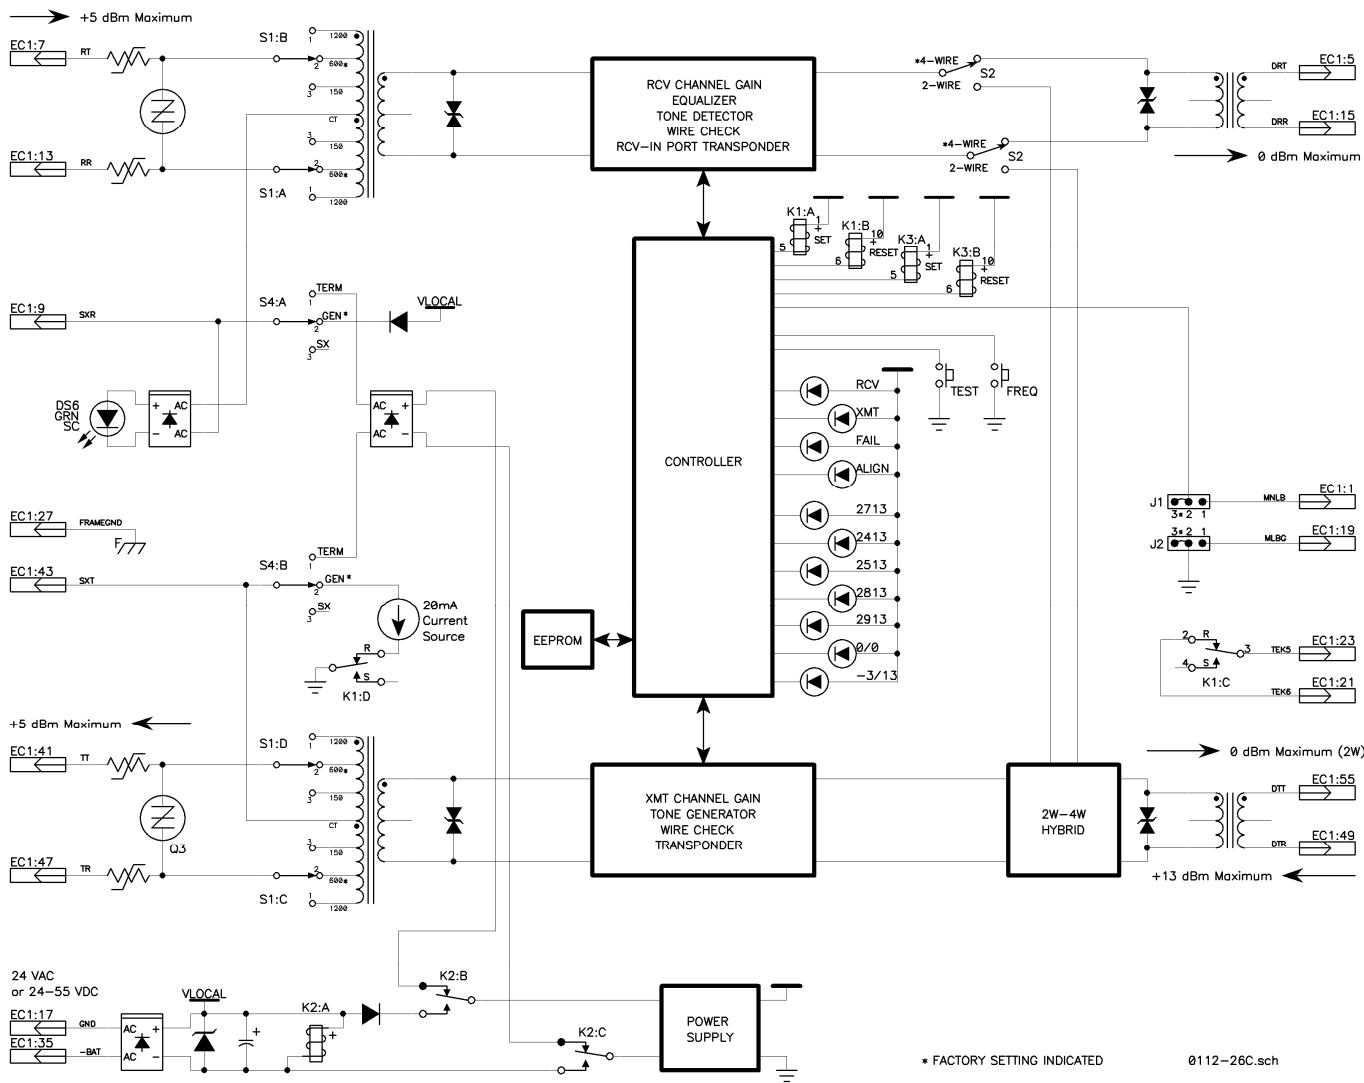 +5 dBm Maximum
EC1:7
RT
S1:B
1
1200
2
600*
3
150
CT
3
150
2
600*
1
1200
S1:A
EC1:13
RR
RCV CHANNEL GAIN
EQUALIZER
TONE DETECTOR
WIRE CHECK
RCV-IN PORT TRANSPONDER
*4-WIRE
S2
2-WIRE
*4-WIRE
S2
2-WIRE
DRT
EC1:5
DRR
EC1:15
0 dBm Maximum
K1:A
1
+
SET
5
K1:B
10
+
RESET
6
K3:A
1
+
SET
5
K3:B
10
+
RESET
6
EC1:9
SXR
S4:A
TERM
1
GEN*
2
SX
3
VLOCAL
DS6
GRN
SC
+
AC
-
AC
AC
+
AC
-
CONTROLLER
TEST
FREQ
RCV
XMT
FAIL
ALIGN
2713
2413
2513
2813
2913
0/0
-3/13
J1
3* 2 1
MNLB
EC1:1
3* 2 1
J2
MLBG
EC1:19
EC1:27
FRAMEGND
F
EC1:43
SXT
S4:B
TERM
1
GEN*
2
SX
3
20mA
Current
Source
R
S
K1:D
EEPROM
2
R
4
S
3
K1:C
TEK5
EC1:23
TEK6
EC1:21
+5 dBm Maximum
EC1:41
TT
S1:D
1
1200
2
600*
3
150
CT
3
150
2
600*
1
1200
S1:C
Q3
EC1:47
TR
XMT CHANNEL GAIN
TONE GENERATOR
WIRE CHECK
TRANSPONDER
2W-4W
HYBRID
0 dBm Maximum (2W)
DTT
EC1:55
DTR
EC1:49
+13 dBm Maximum
24 VAC
or 24-55 VDC
EC1:17
GND
EC1:35
-BAT
AC
+
AC
-
VLOCAL
+
K2:A
+
K2:B
K2:C
POWER
SUPPLY
* FACTORY SETTING INDICATED
0112-26C.sch